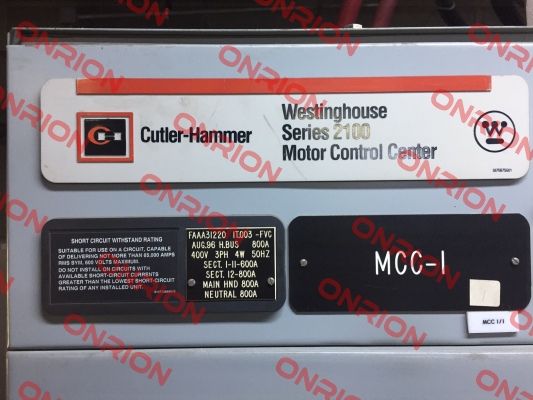 Cutler-Hammer
Westinghouse
Series 2100
Motor Control Center
SHORT CIRCUIT WITHSTAND RATING
SUITABLE FOR USE ON A CIRCUIT, CAPABLE
OF DELIVERING NOT MORE THAN 65,000 AMPS
RMS SYM, 600 VOLTS MAXIMUM.
DO NOT INSTALL ON CIRCUITS WITH
AVAILABLE SHORT-CIRCUIT CURRENTS
GREATER THAN THE LOWEST SHORT-CIRCUIT
RATING OF ANY INSTALLED UNIT.
FAAA31220 IT.003 -FVC
AUG.96 H.BUS 800A
400V 3PH 4W 50HZ
SECT. 1-11-600A
SECT. 12-800A
MAIN HND 800A
NEUTRAL 800A
MCC-1
MCC 1/1
ONRION